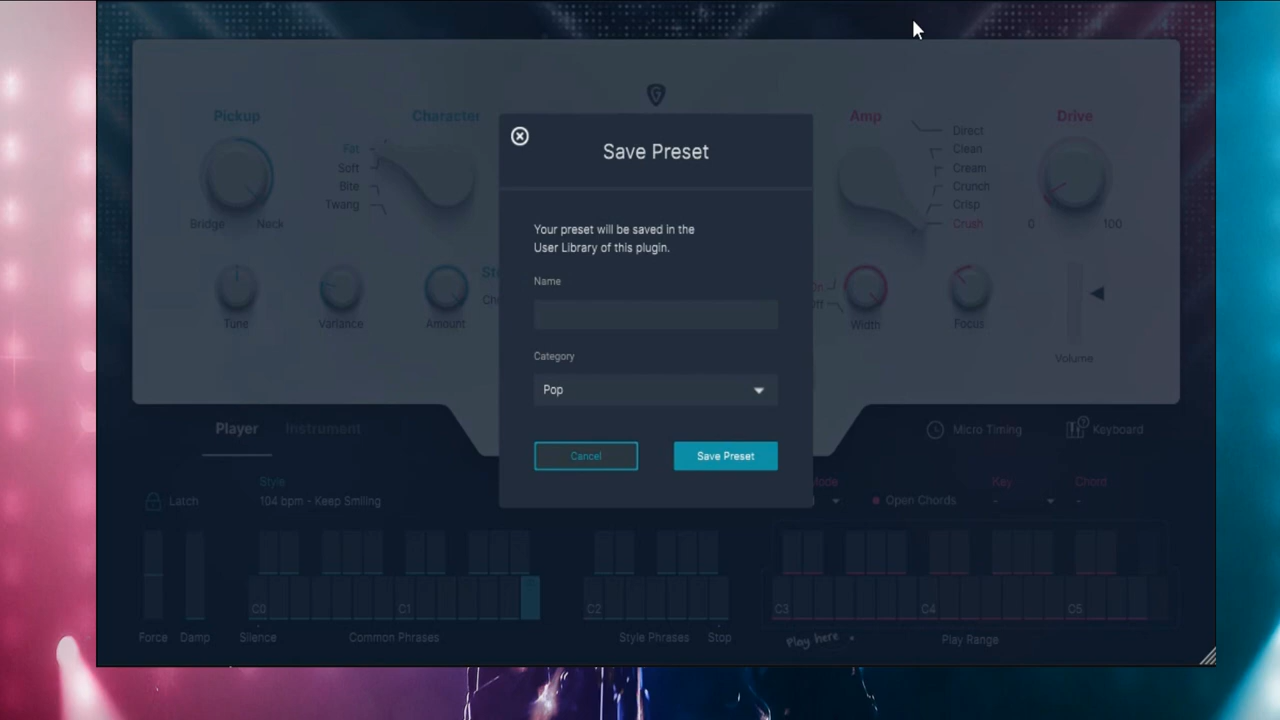 Pickup
Character
Amp
Drive
Save Preset
Fat
Soft
Bite
Twang
Direct
Clean
Cream
Crunch
Crisp
Crush
Bridge
Neck
0
100
Your preset will be saved in the
User Library of this plugin.
Name
Tune
Variance
Amount
Width
Focus
Volume
Category
Pop
Cancel
Save Preset
Player
Instrument
Micro Timing
Keyboard
Latch
Style
104 bpm - Keep Smiling
Open Chords
Key
-
Chord
-
C0
C1
C2
C3
C4
C5
Force
Damp
Silence
Common Phrases
Style Phrases
Stop
Play here
Play Range